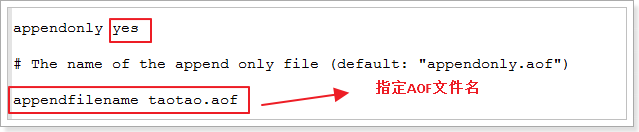 appendonly yes
# The name of the append only file (default: "appendonly.aof")
appendfilename taotao.aof
指定AOF文件名